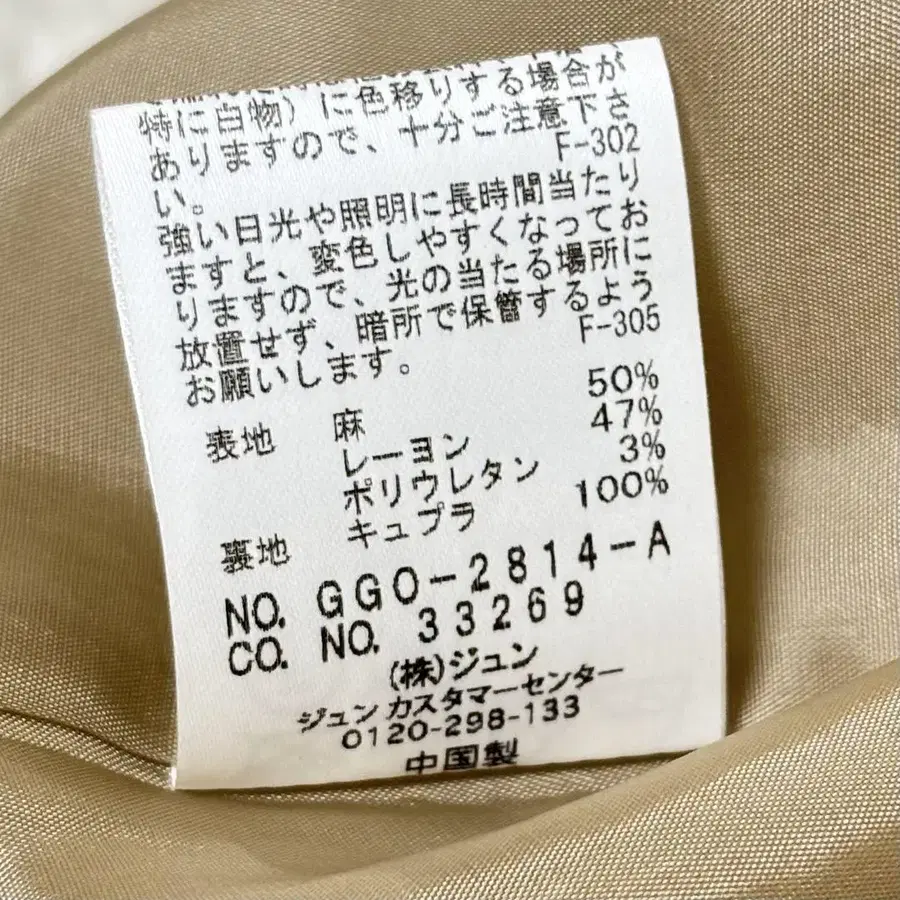 特に白物)に色移りする場合が
ありますので、十分ご注意下さ
い。 F-302
強い日光や照明に長時間当たり
ますと、変色しやすくなってお
りますので、光の当たる場所に
放置せず、暗所で保管するよう
お願いします。 F-305
表地 麻 50%
レーヨン 47%
ポリウレタン 3%
裏地 キュプラ 100%
NO. GGO-2814-A
CO. NO. 33269
(株)ジュン
ジュン カスタマーセンター
0120-298-133
中国製